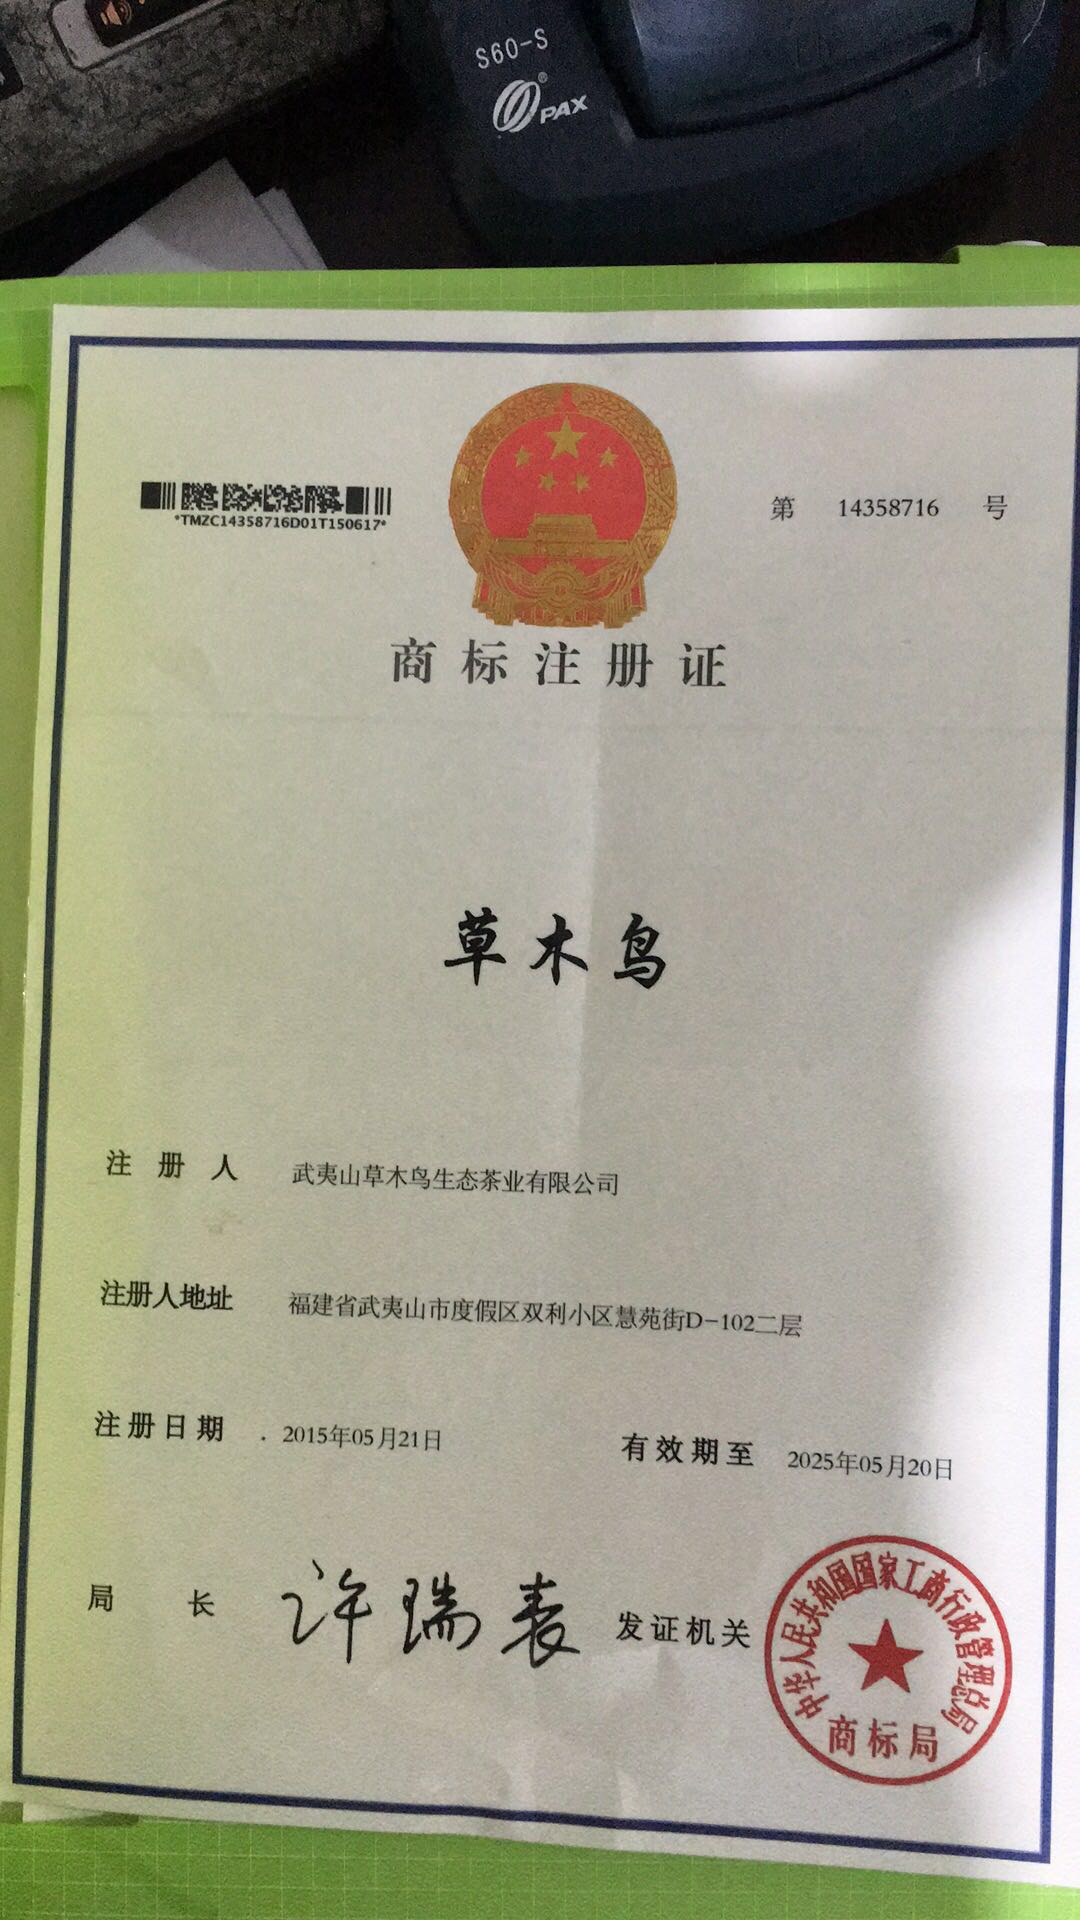 S60-S
PAX
第 14358716 号
*TMZC14358716D01T150617*
商标注册证
草木鸟
注册人 武夷山草木鸟生态茶业有限公司
注册人地址 福建省武夷山市度假区双利小区慧苑街D-102二层
注册日期 2015年05月21日 有效期至 2025年05月20日
局长 许瑞表 发证机关
中华人民共和国国家工商行政管理总局
商标局